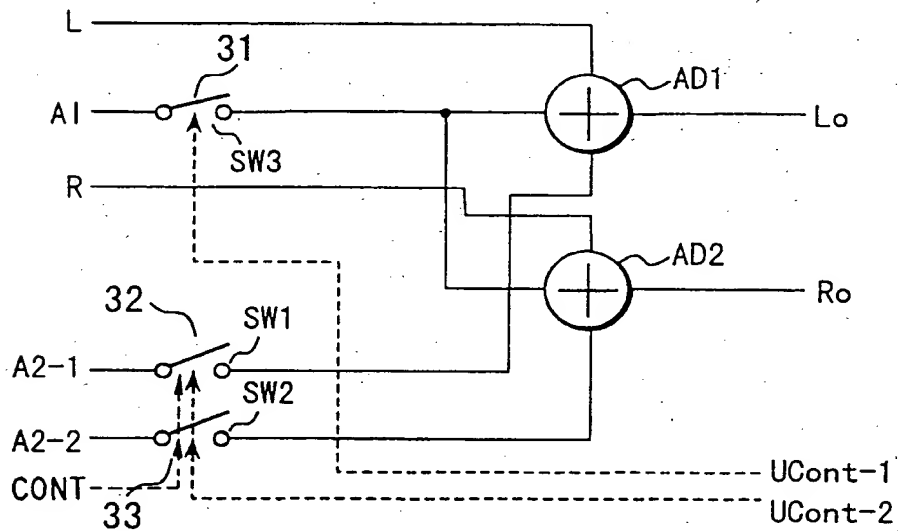 L
31
AD1
A1
Lo
SW3
R
AD2
32
SW1
Ro
A2-1
SW2
A2-2
UCont-1
CONT
33
UCont-2